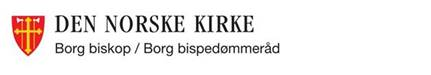 DEN NORSKE KIRKE
Borg biskop / Borg bispedømmeråd